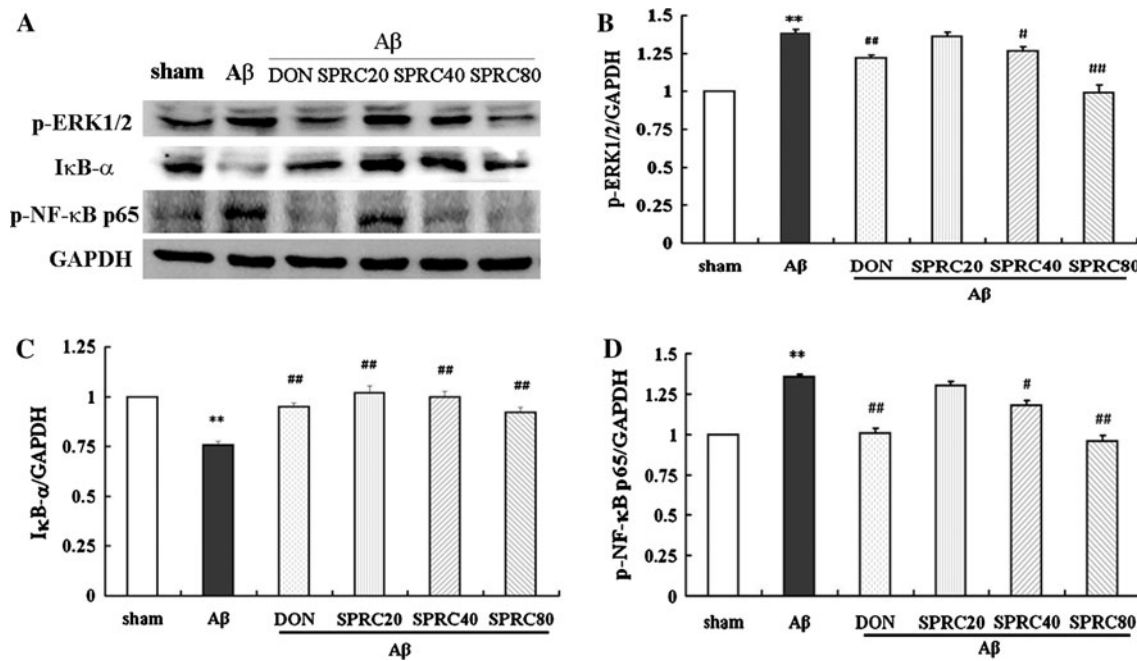 A
Aβ
sham Aβ DON SPRC20 SPRC40 SPRC80
p-ERK1/2
IκB-α
p-NF-κB p65
GAPDH
B
p-ERK1/2/GAPDH
1.5
1.25
1
0.75
0.5
0.25
0
**
##
#
##
sham Aβ DON SPRC20 SPRC40 SPRC80
Aβ
C
IκB-α/GAPDH
1.25
1
0.75
0.5
0.25
0
**
##
##
##
##
sham Aβ DON SPRC20 SPRC40 SPRC80
Aβ
D
p-NF-κB p65/GAPDH
1.5
1.25
1
0.75
0.5
0.25
0
**
##
#
##
sham Aβ DON SPRC20 SPRC40 SPRC80
Aβ